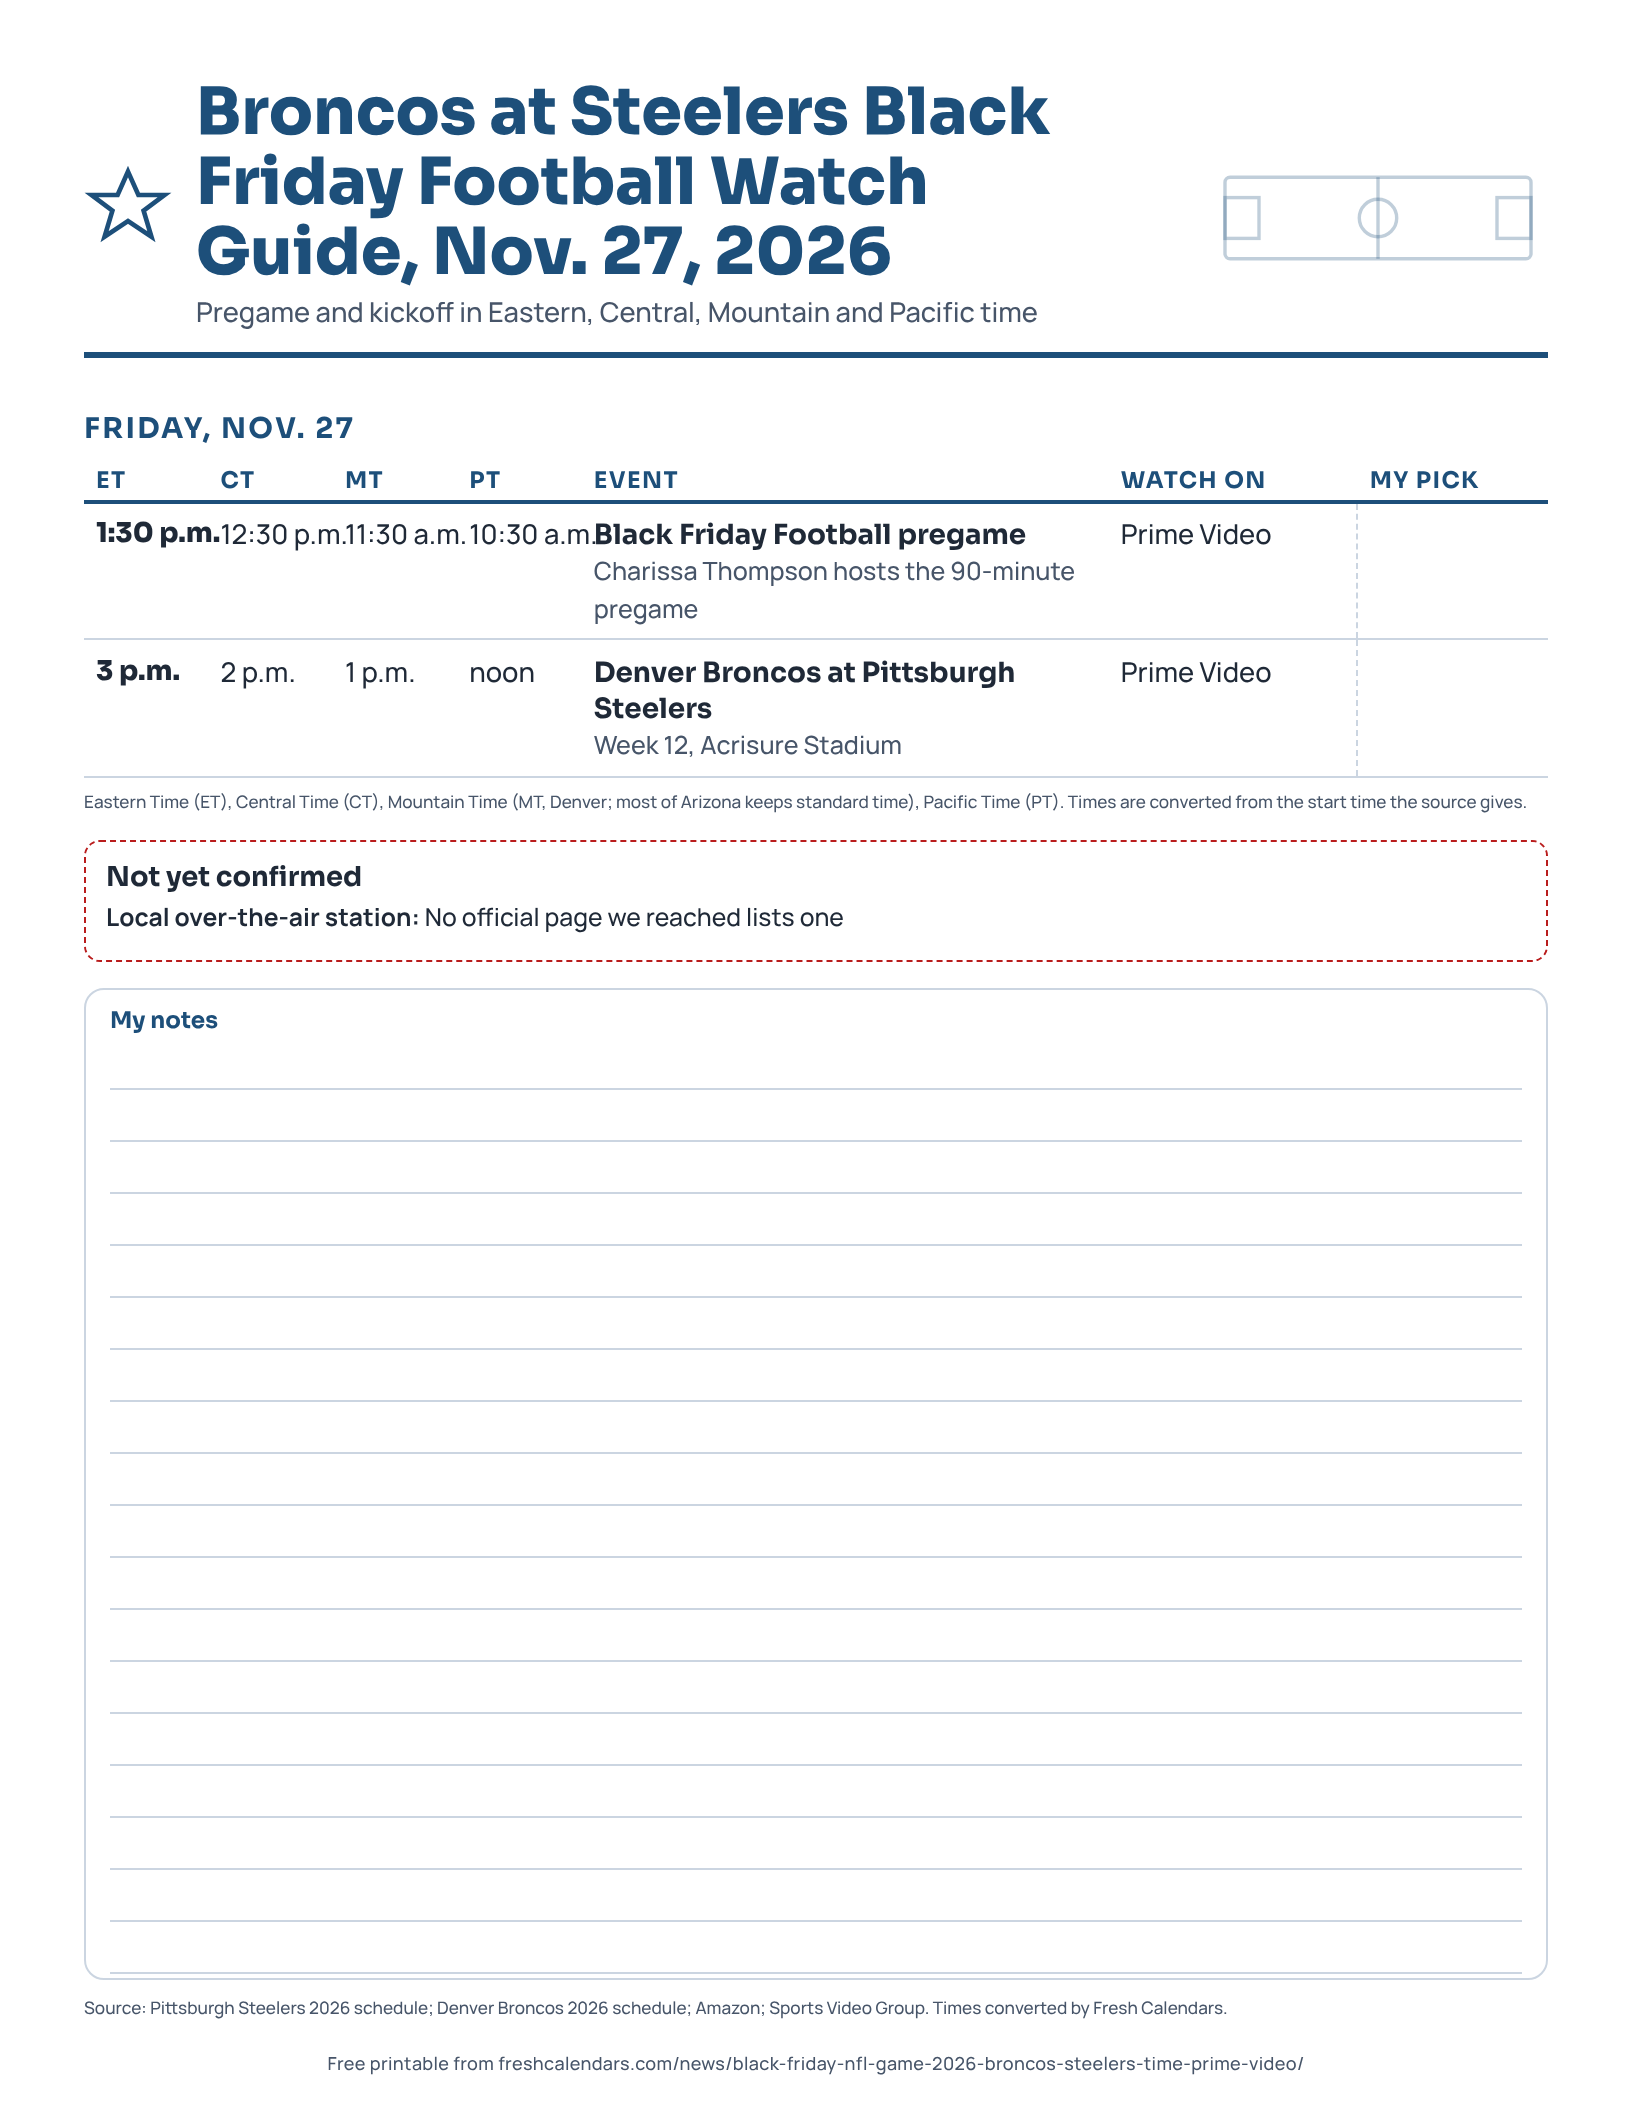 Broncos at Steelers Black
Friday Football Watch
Guide, Nov. 27, 2026
Pregame and kickoff in Eastern, Central, Mountain and Pacific time
FRIDAY, NOV. 27
ET CT MT PT EVENT WATCH ON MY PICK
1:30 p.m. 12:30 p.m. 11:30 a.m. 10:30 a.m. Black Friday Football pregame Prime Video
Charissa Thompson hosts the 90-minute
pregame
3 p.m. 2 p.m. 1 p.m. noon Denver Broncos at Pittsburgh Prime Video
Steelers
Week 12, Acrisure Stadium
Eastern Time (ET), Central Time (CT), Mountain Time (MT, Denver; most of Arizona keeps standard time), Pacific Time (PT). Times are converted from the start time the source gives.
Not yet confirmed
Local over-the-air station: No official page we reached lists one
My notes
Source: Pittsburgh Steelers 2026 schedule; Denver Broncos 2026 schedule; Amazon; Sports Video Group. Times converted by Fresh Calendars.
Free printable from freshcalendars.com/news/black-friday-nfl-game-2026-broncos-steelers-time-prime-video/